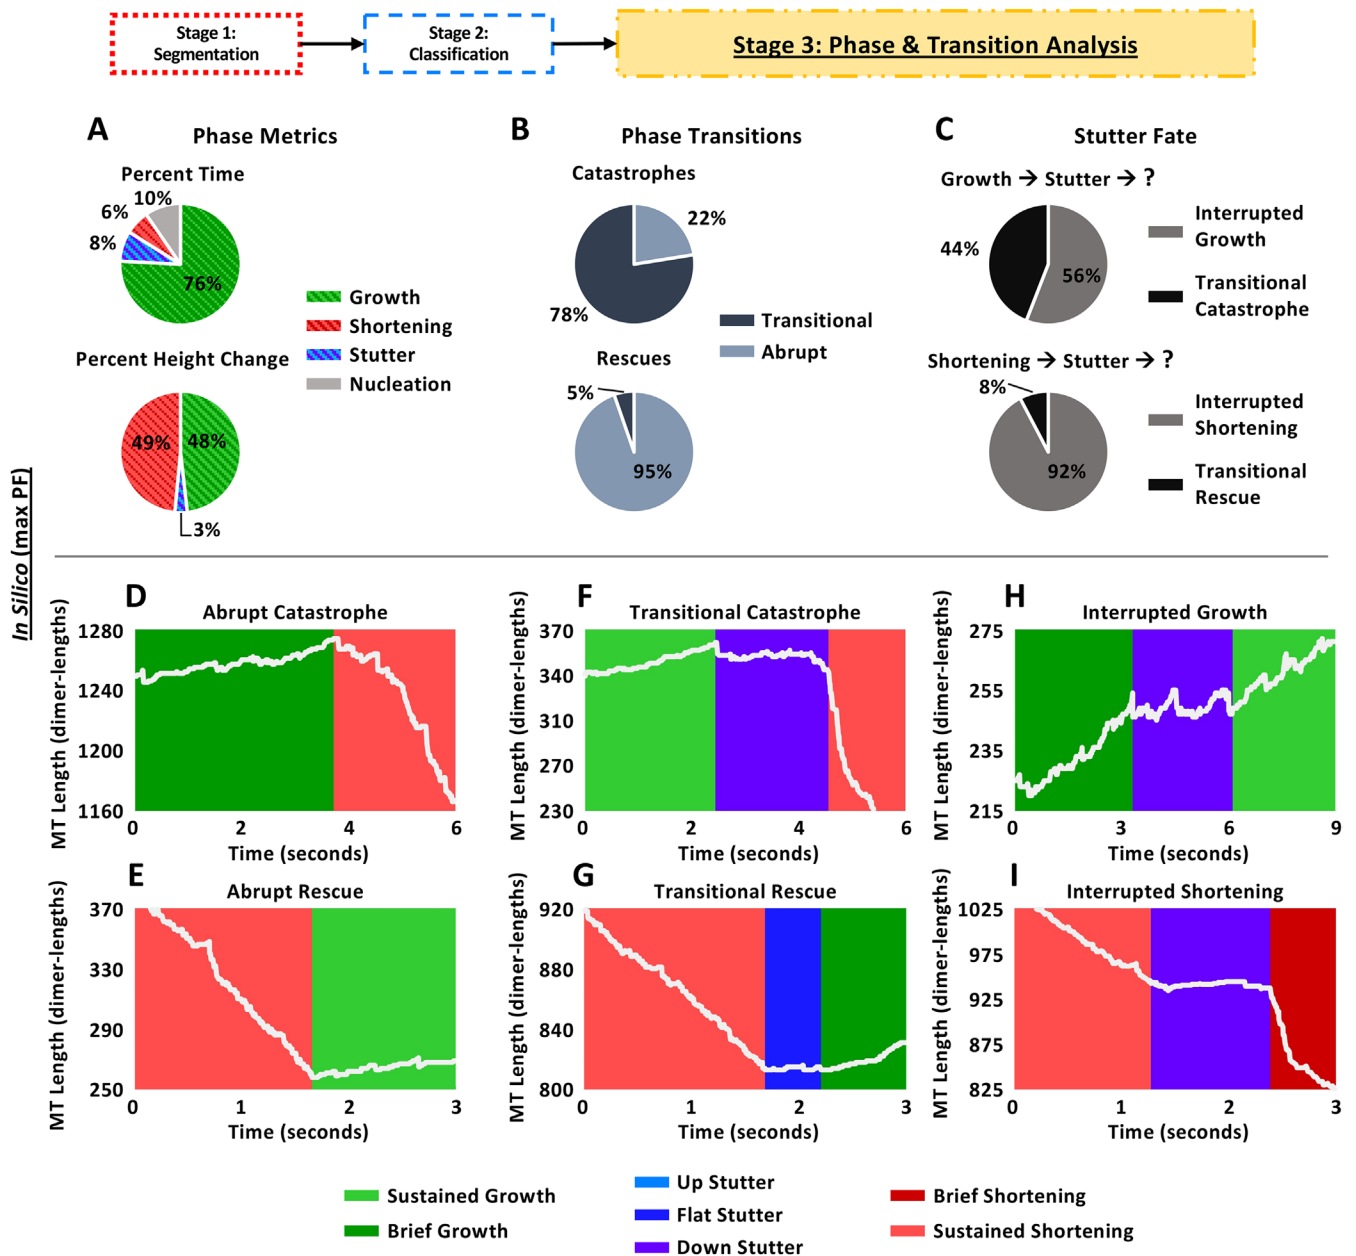 Stage 1:
Segmentation
Stage 2:
Classification
Stage 3: Phase & Transition Analysis
A
Phase Metrics
B
Phase Transitions
C
Stutter Fate
Percent Time
10%
6%
8%
76%
Percent Height Change
49%
48%
3%
Growth
Shortening
Stutter
Nucleation
Catastrophes
22%
78%
Rescues
5%
95%
Transitional
Abrupt
Growth → Stutter → ?
44%
56%
Interrupted
Growth
Transitional
Catastrophe
Shortening → Stutter → ?
8%
92%
Interrupted
Shortening
Transitional
Rescue
In Silico (max PF)
D
Abrupt Catastrophe
MT Length (dimer-lengths)
1280
1240
1200
1160
0 2 4 6
Time (seconds)
F
Transitional Catastrophe
MT Length (dimer-lengths)
370
340
310
270
230
0 2 4 6
Time (seconds)
H
Interrupted Growth
MT Length (dimer-lengths)
275
255
235
215
0 3 6 9
Time (seconds)
E
Abrupt Rescue
MT Length (dimer-lengths)
370
330
290
250
0 1 2 3
Time (seconds)
G
Transitional Rescue
MT Length (dimer-lengths)
920
880
840
800
0 1 2 3
Time (seconds)
I
Interrupted Shortening
MT Length (dimer-lengths)
1025
975
925
875
825
0 1 2 3
Time (seconds)
Sustained Growth
Brief Growth
Up Stutter
Flat Stutter
Down Stutter
Brief Shortening
Sustained Shortening